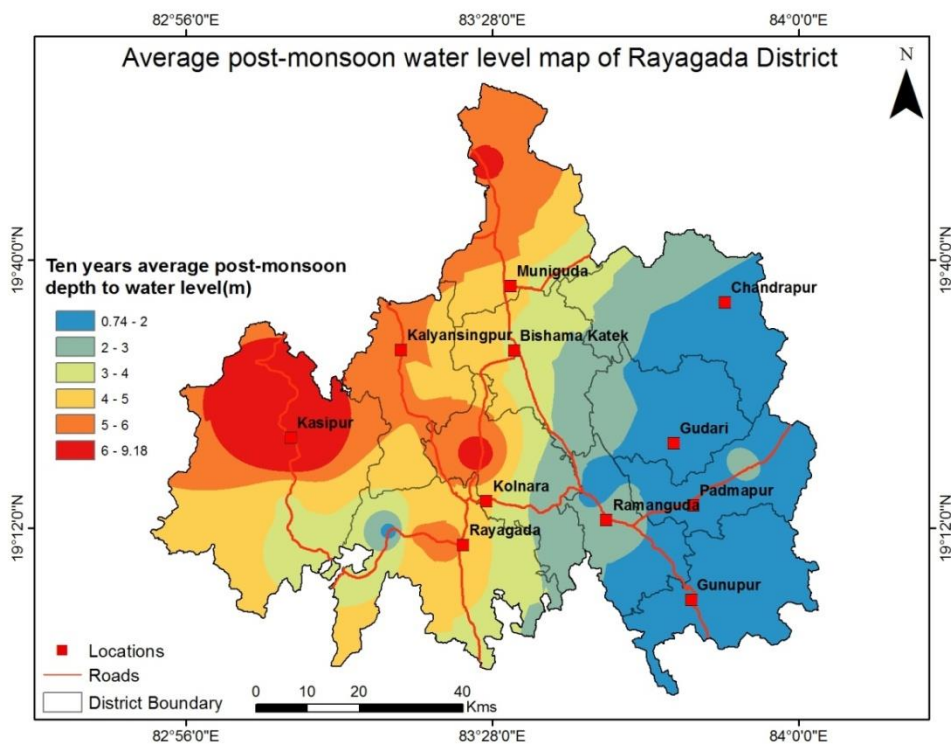 82°56'0"E 83°28'0"E 84°0'0"E
Average post-monsoon water level map of Rayagada District
N
19°40'0"N 19°40'0"N
Ten years average post-monsoon
depth to water level(m)
0.74 - 2
2 - 3
3 - 4
4 - 5
5 - 6
6 - 9.18
Muniguda
Chandrapur
Kalyansingpur
Bishama Katek
Kasipur
Gudari
Kolnara
Padmapur
Ramanguda
19°12'0"N 19°12'0"N
Rayagada
Gunupur
Locations
Roads
District Boundary
0 10 20 40
Kms
82°56'0"E 83°28'0"E 84°0'0"E